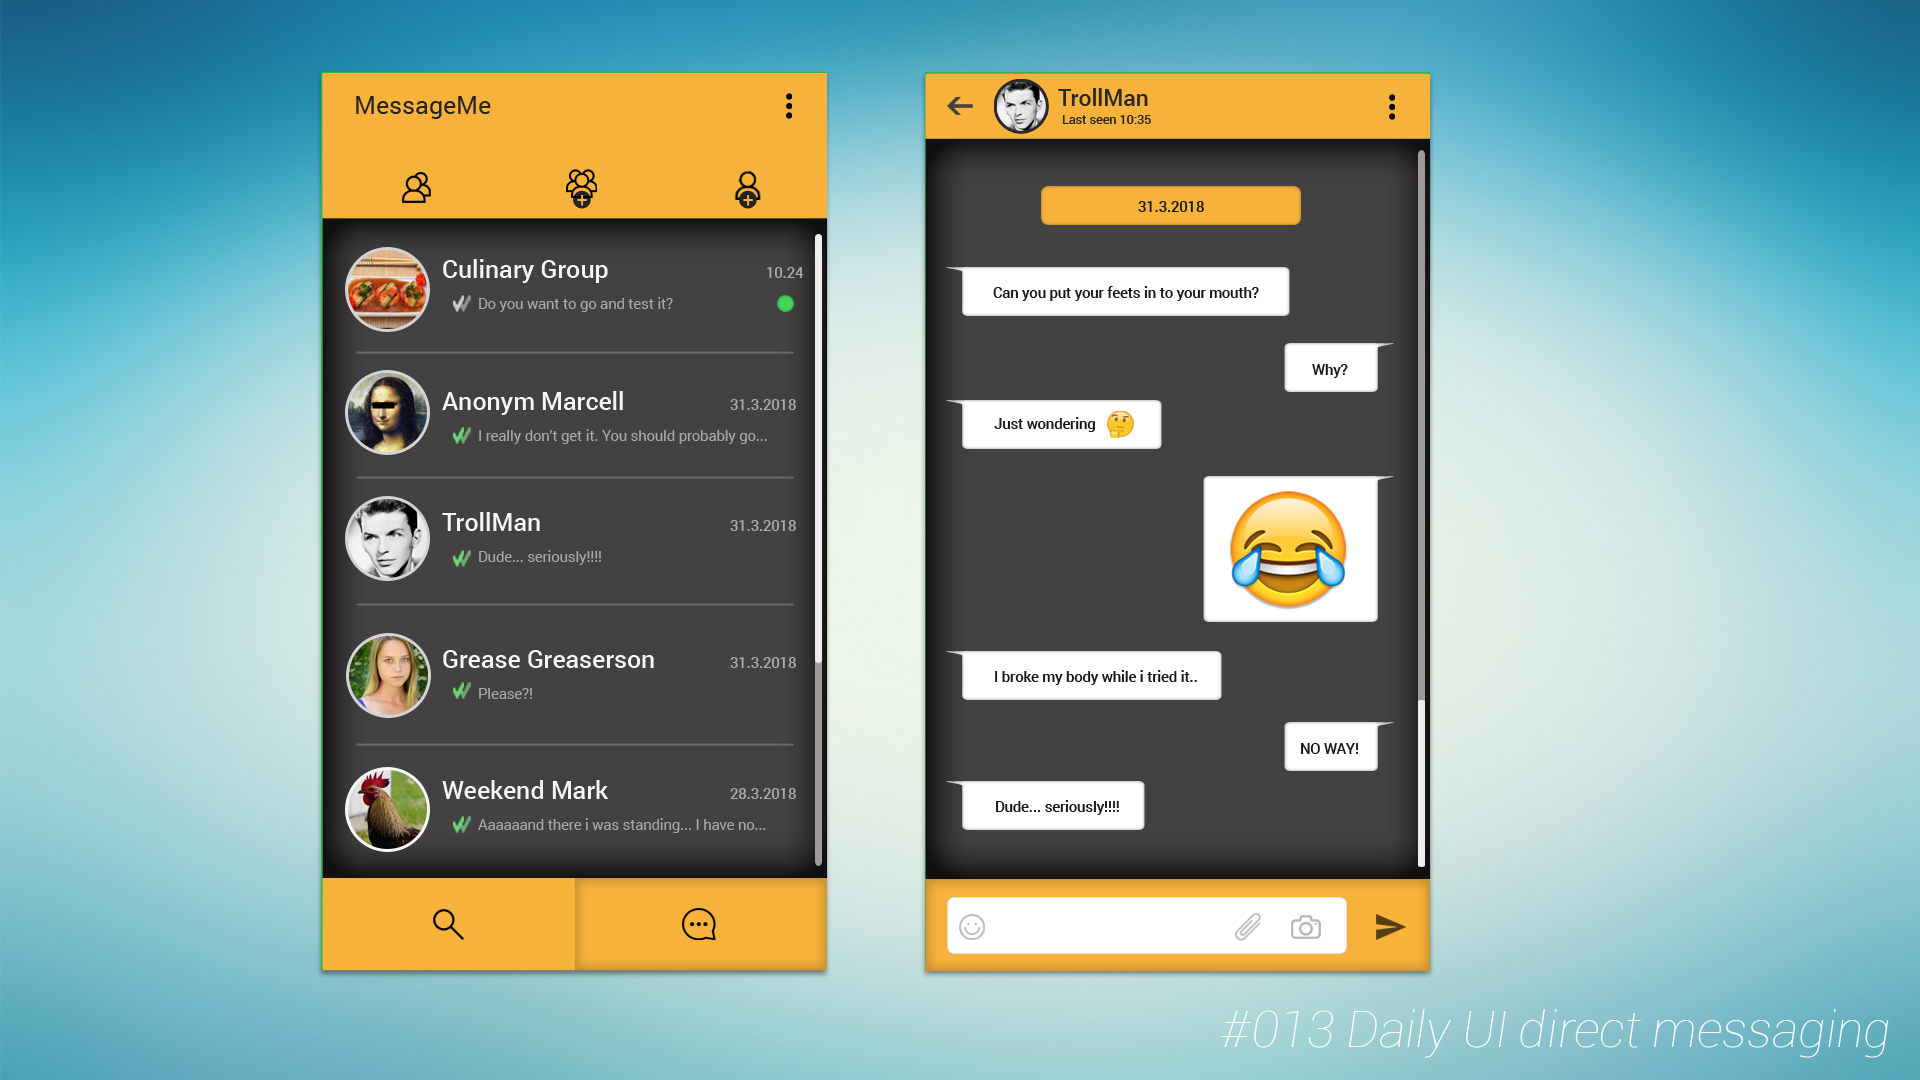 MessageMe
Culinary Group
10.24
Do you want to go and test it?
Anonym Marcell
31.3.2018
I really don't get it. You should probably go...
TrollMan
31.3.2018
Dude... seriously!!!!
Grease Greaserson
31.3.2018
Please?!
Weekend Mark
28.3.2018
Aaaaaand there i was standing... I have no...
TrollMan
Last seen 10:35
31.3.2018
Can you put your feets in to your mouth?
Why?
Just wondering 🤔
😂
I broke my body while i tried it..
NO WAY!
Dude... seriously!!!!
#013 Daily UI direct messaging